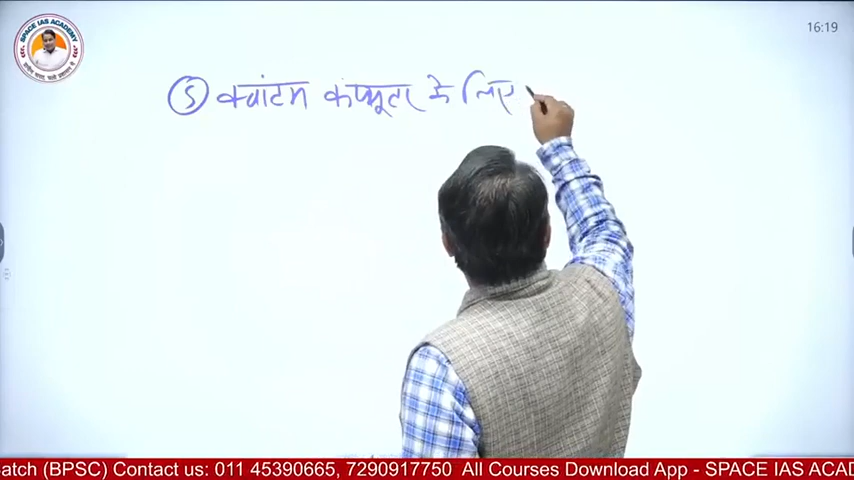 SPACE IAS ACADEMY
16:19
5 क्वांटम कंप्यूटर के लिए
atch (BPSC) Contact us: 011 45390665, 7290917750 All Courses Download App - SPACE IAS ACAD